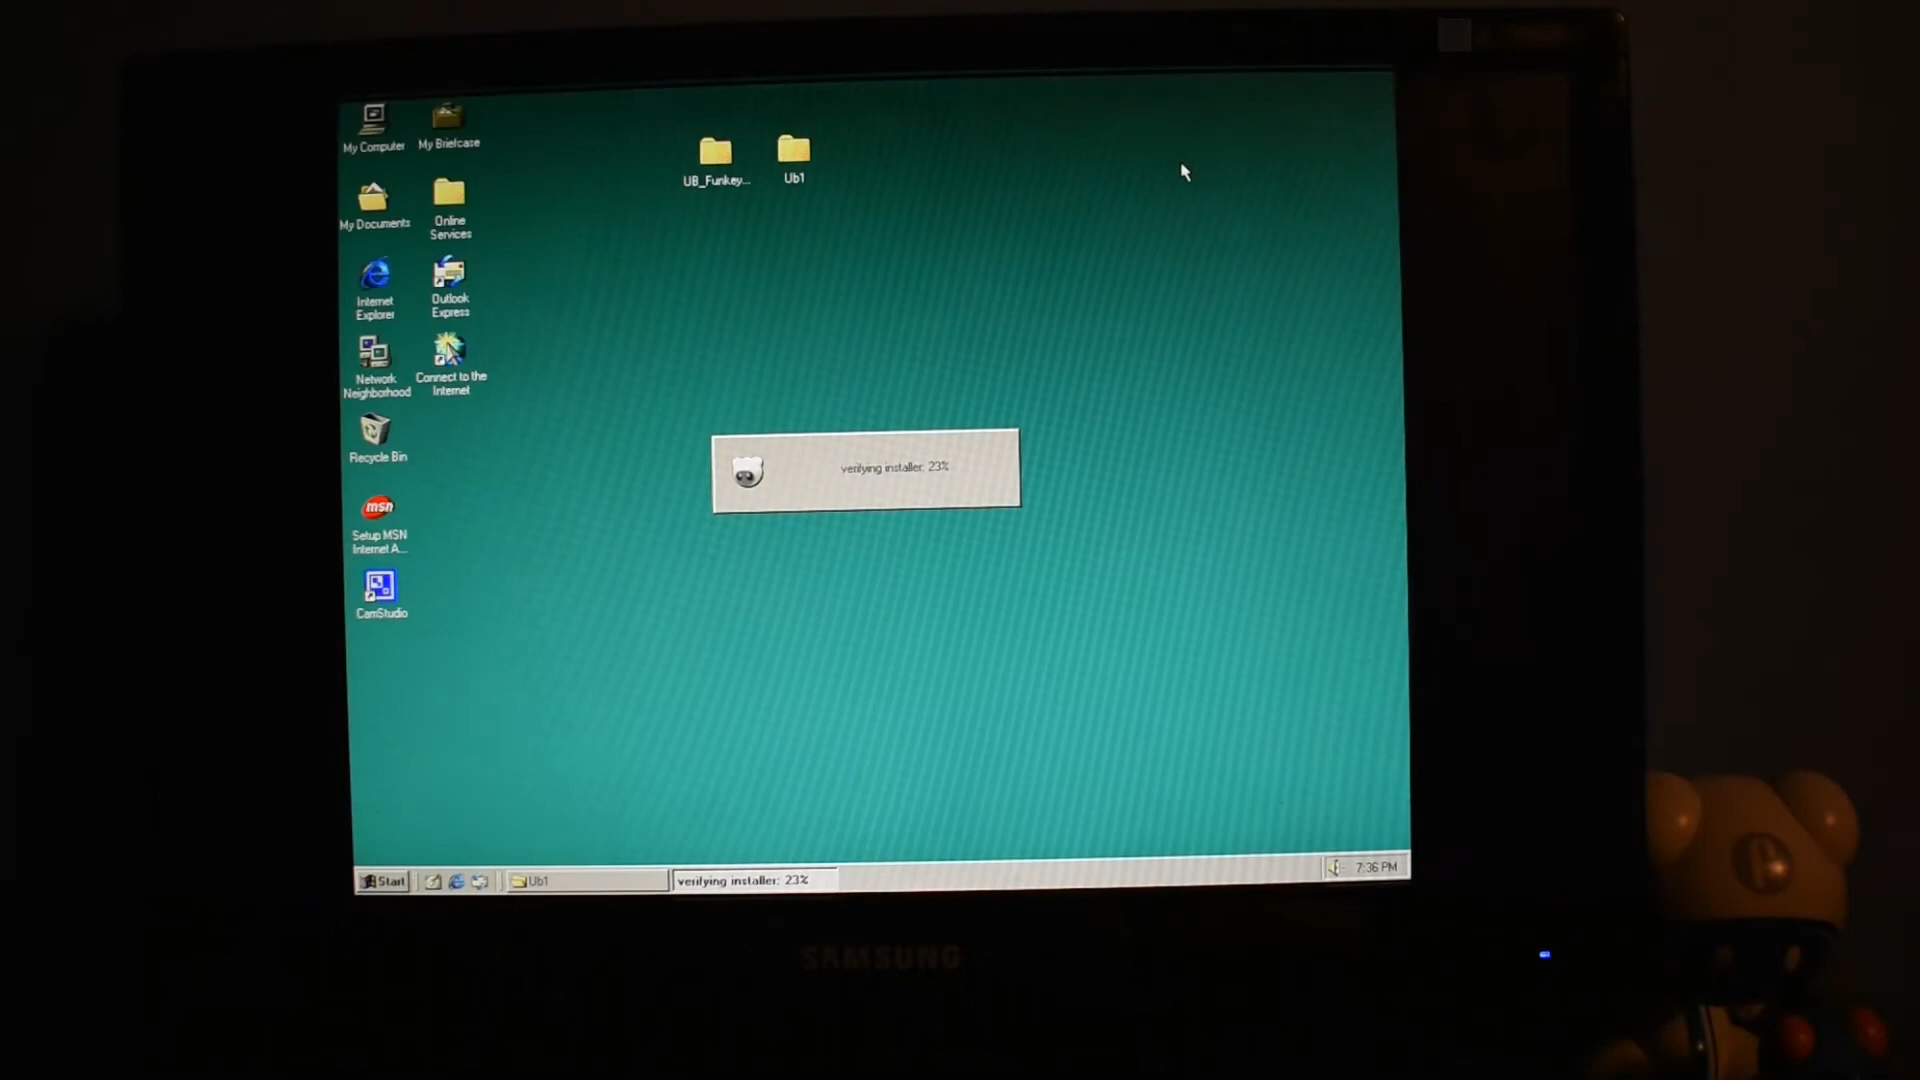 My Computer
My Briefcase
UB_Funkey...
Ub1
My Documents
Online
Services
Internet
Explorer
Outlook
Express
Network
Neighborhood
Connect to the
Internet
Recycle Bin
msn
Setup MSN
Internet A...
CamStudio
verifying installer: 23%
Start
Ub1
verifying installer: 23%
7:36 PM
SAMSUNG